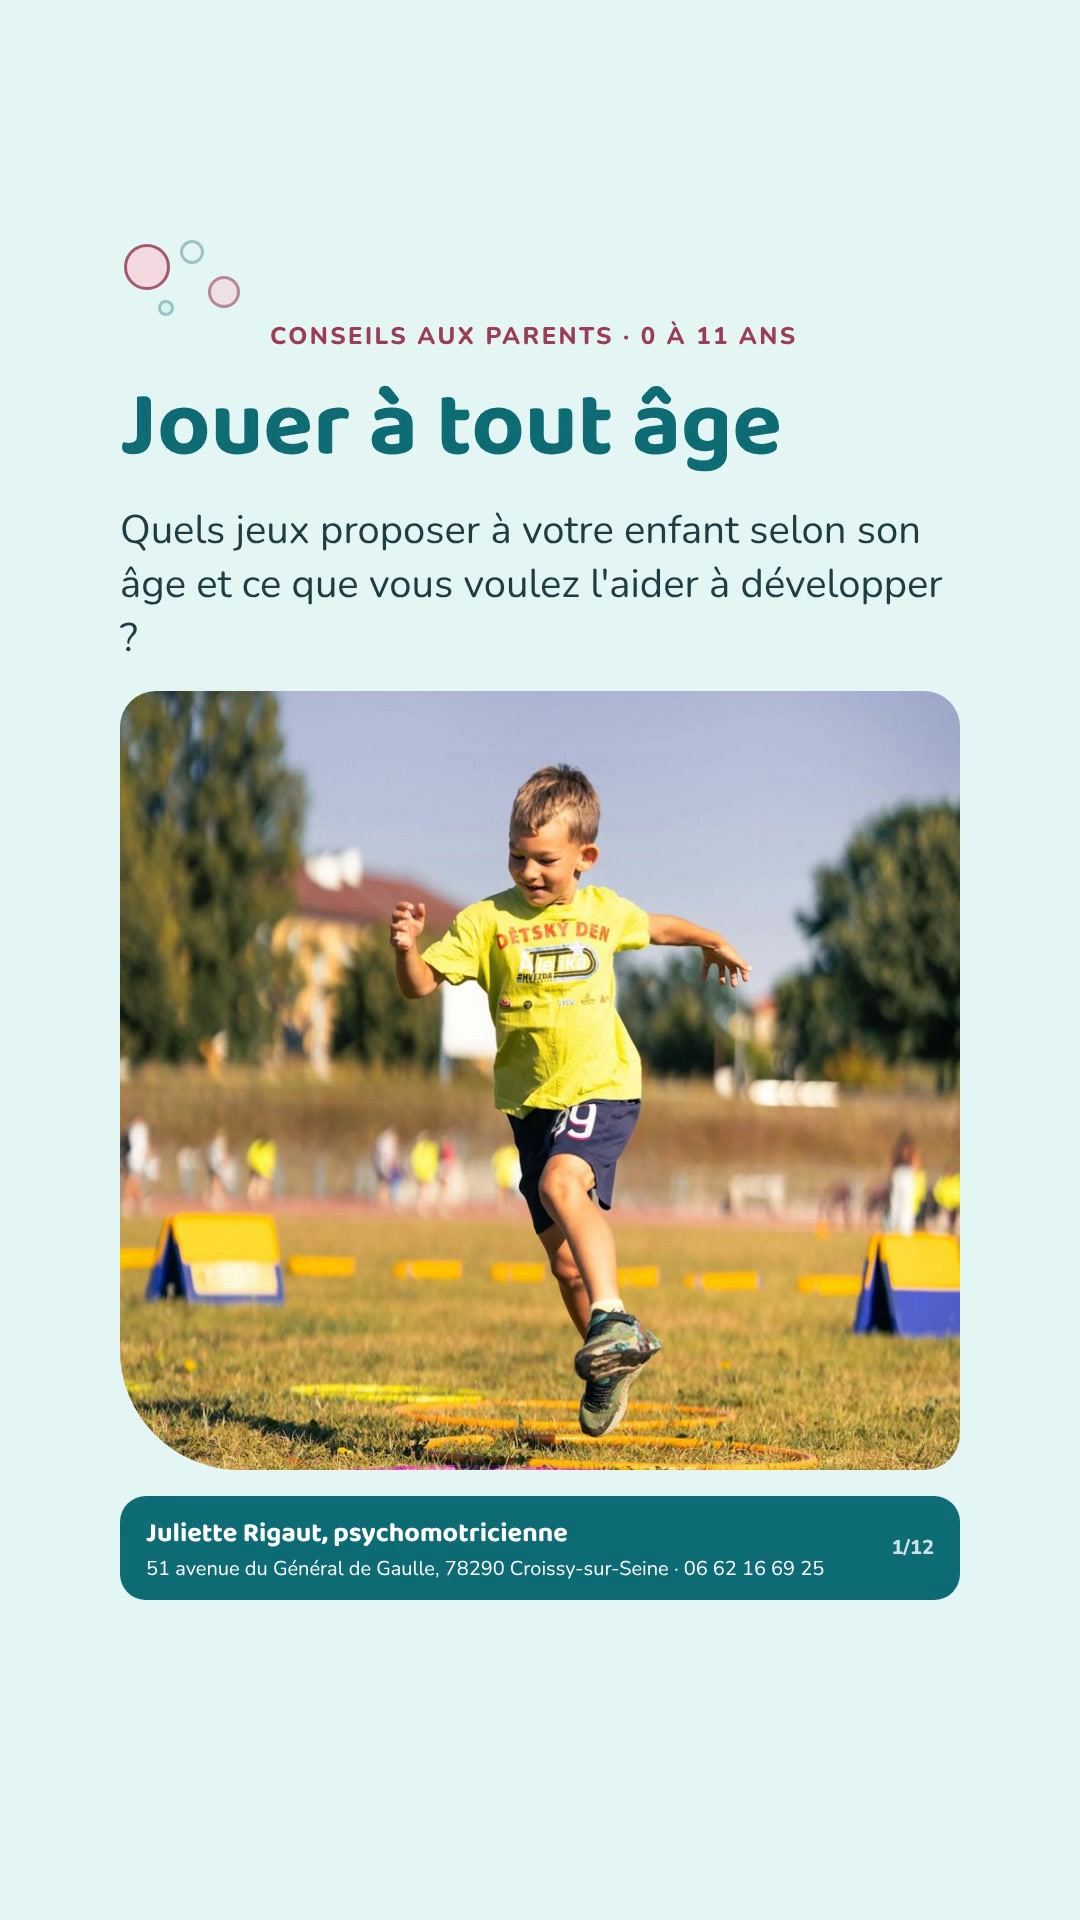 CONSEILS AUX PARENTS · 0 À 11 ANS
Jouer à tout âge
Quels jeux proposer à votre enfant selon son
âge et ce que vous voulez l'aider à développer
?
DĚTSKÝ DEN
#HVĚZDA
99
Juliette Rigaut, psychomotricienne
51 avenue du Général de Gaulle, 78290 Croissy-sur-Seine · 06 62 16 69 25
1/12